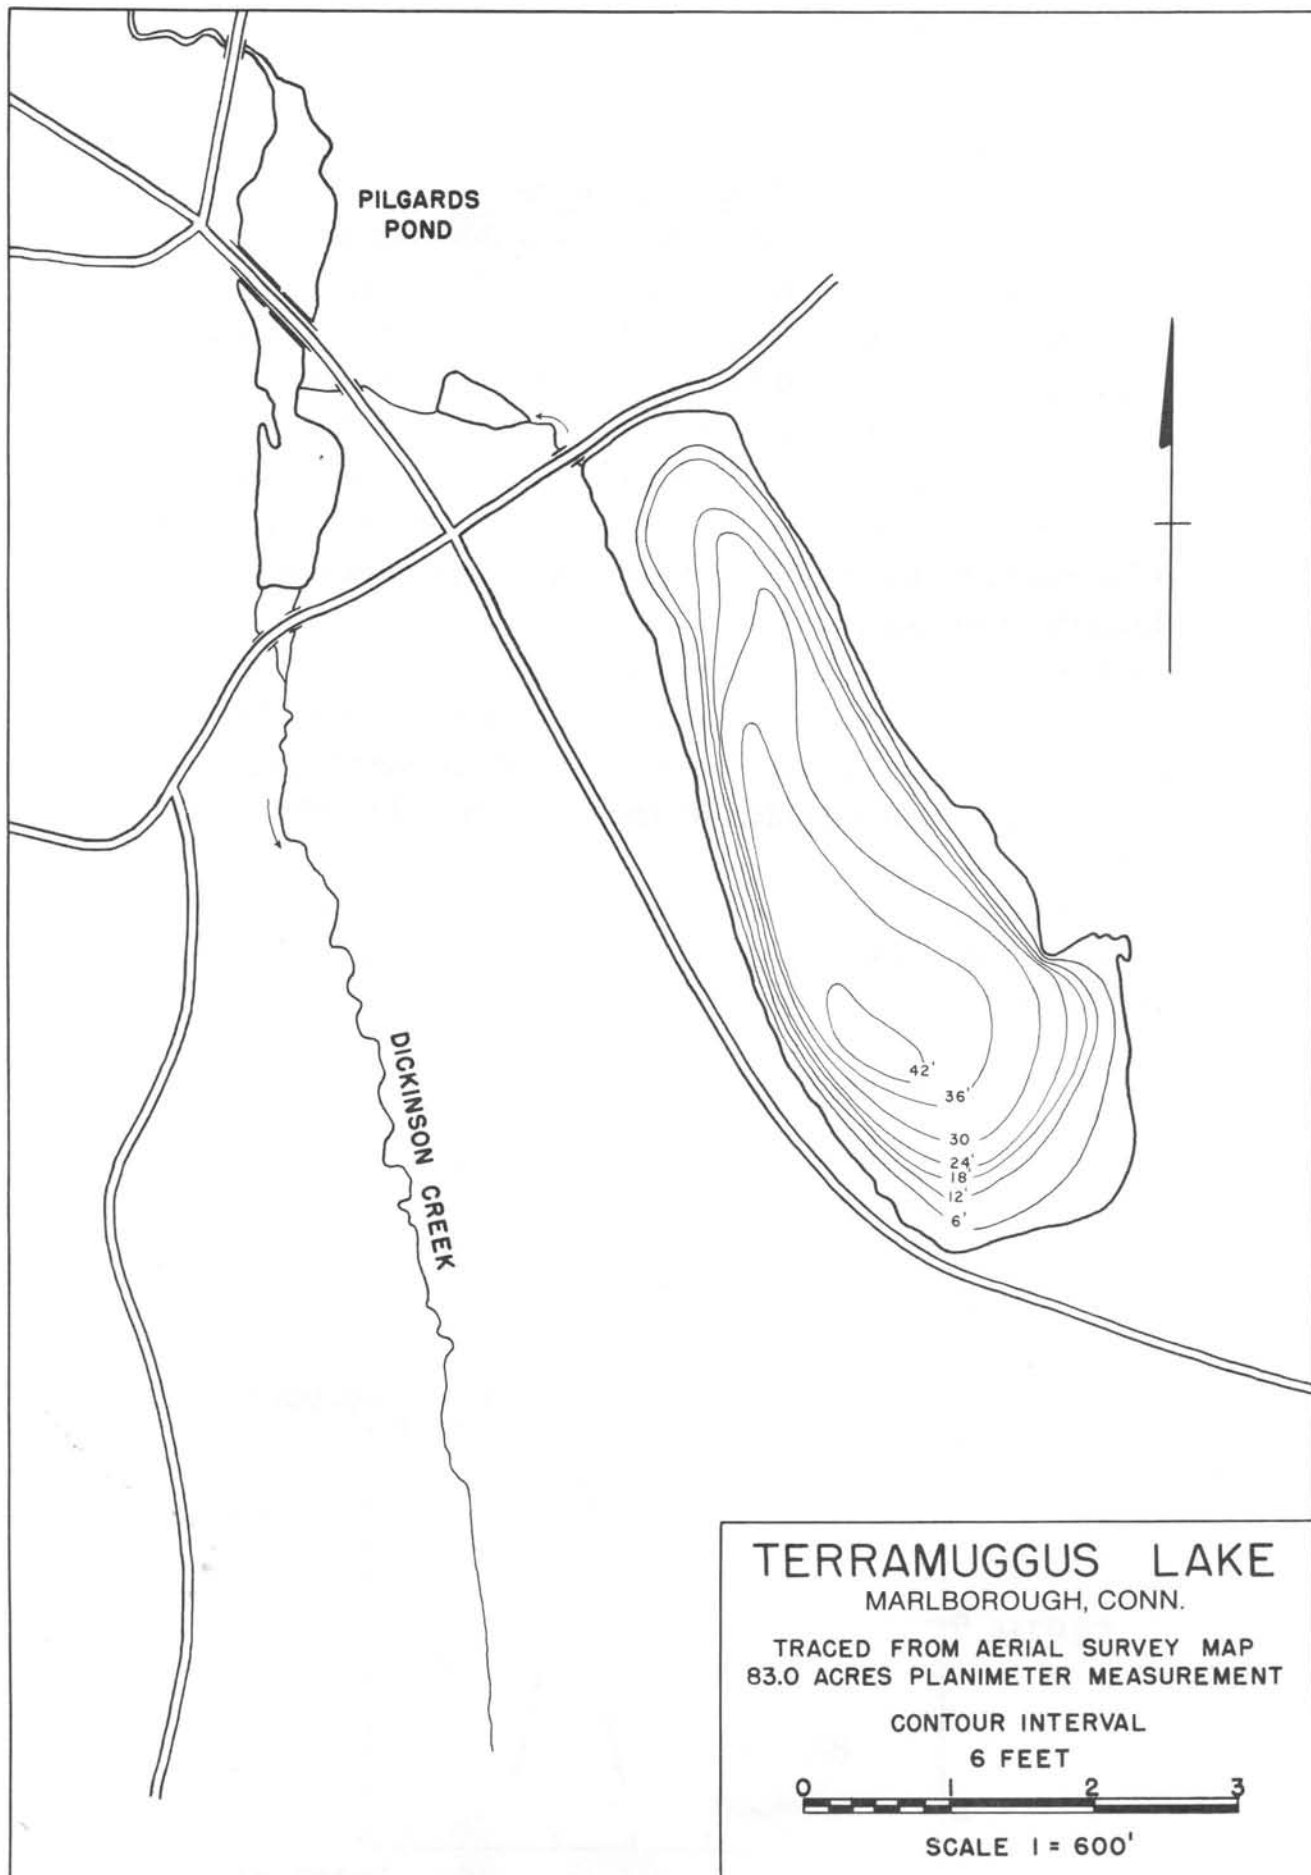 PILGARDS
POND
DICKINSON CREEK
42'
36'
30
24'
18'
12'
6'
TERRAMUGGUS LAKE
MARLBOROUGH, CONN.
TRACED FROM AERIAL SURVEY MAP
83.0 ACRES PLANIMETER MEASUREMENT
CONTOUR INTERVAL
6 FEET
0 1 2 3
SCALE 1 = 600'